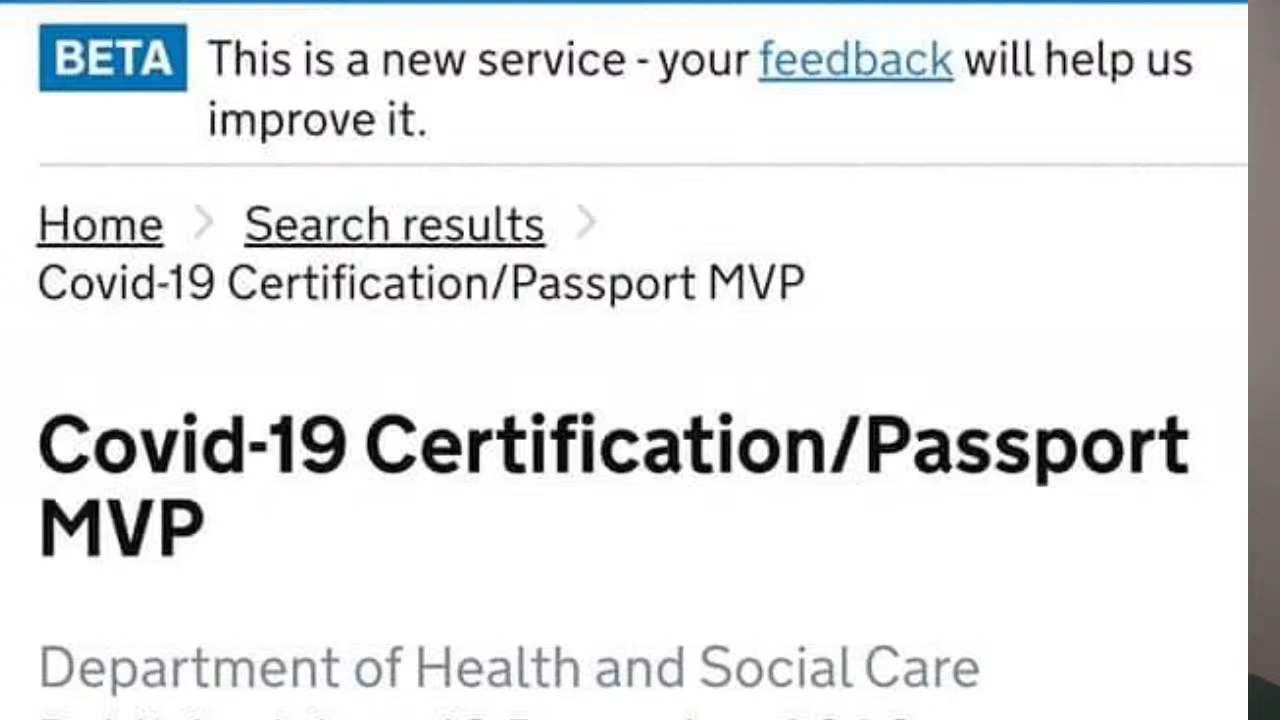 BETA This is a new service - your feedback will help us
improve it.
Home Search results
Covid-19 Certification/Passport MVP
Covid-19 Certification/Passport
MVP
Department of Health and Social Care